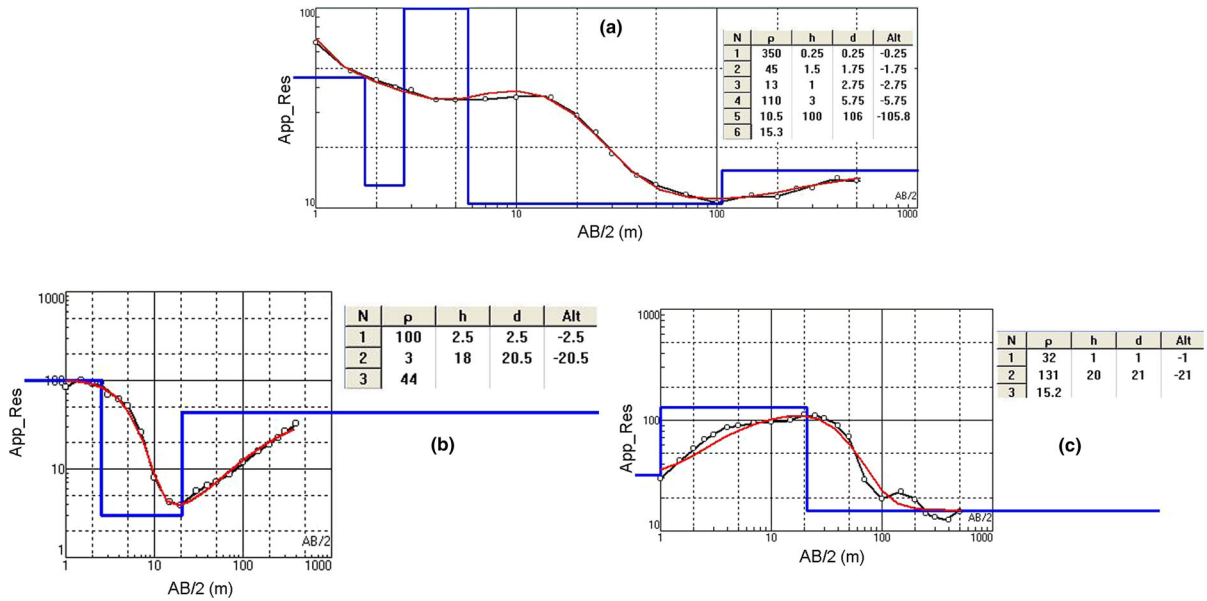 (a)
100
App_Res
10
1 10 100 1000
AB/2
AB/2 (m)
N ρ h d Alt
1 350 0.25 0.25 -0.25
2 45 1.5 1.75 -1.75
3 13 1 2.75 -2.75
4 110 3 5.75 -5.75
5 10.5 100 106 -105.8
6 15.3
1000
100
10
1
App_Res
1 10 100 1000
AB/2
AB/2 (m)
(b)
N ρ h d Alt
1 100 2.5 2.5 -2.5
2 3 18 20.5 -20.5
3 44
1000
100
10
App_Res
1 10 100 1000
AB/2
AB/2 (m)
(c)
N ρ h d Alt
1 32 1 1 -1
2 131 20 21 -21
3 15.2